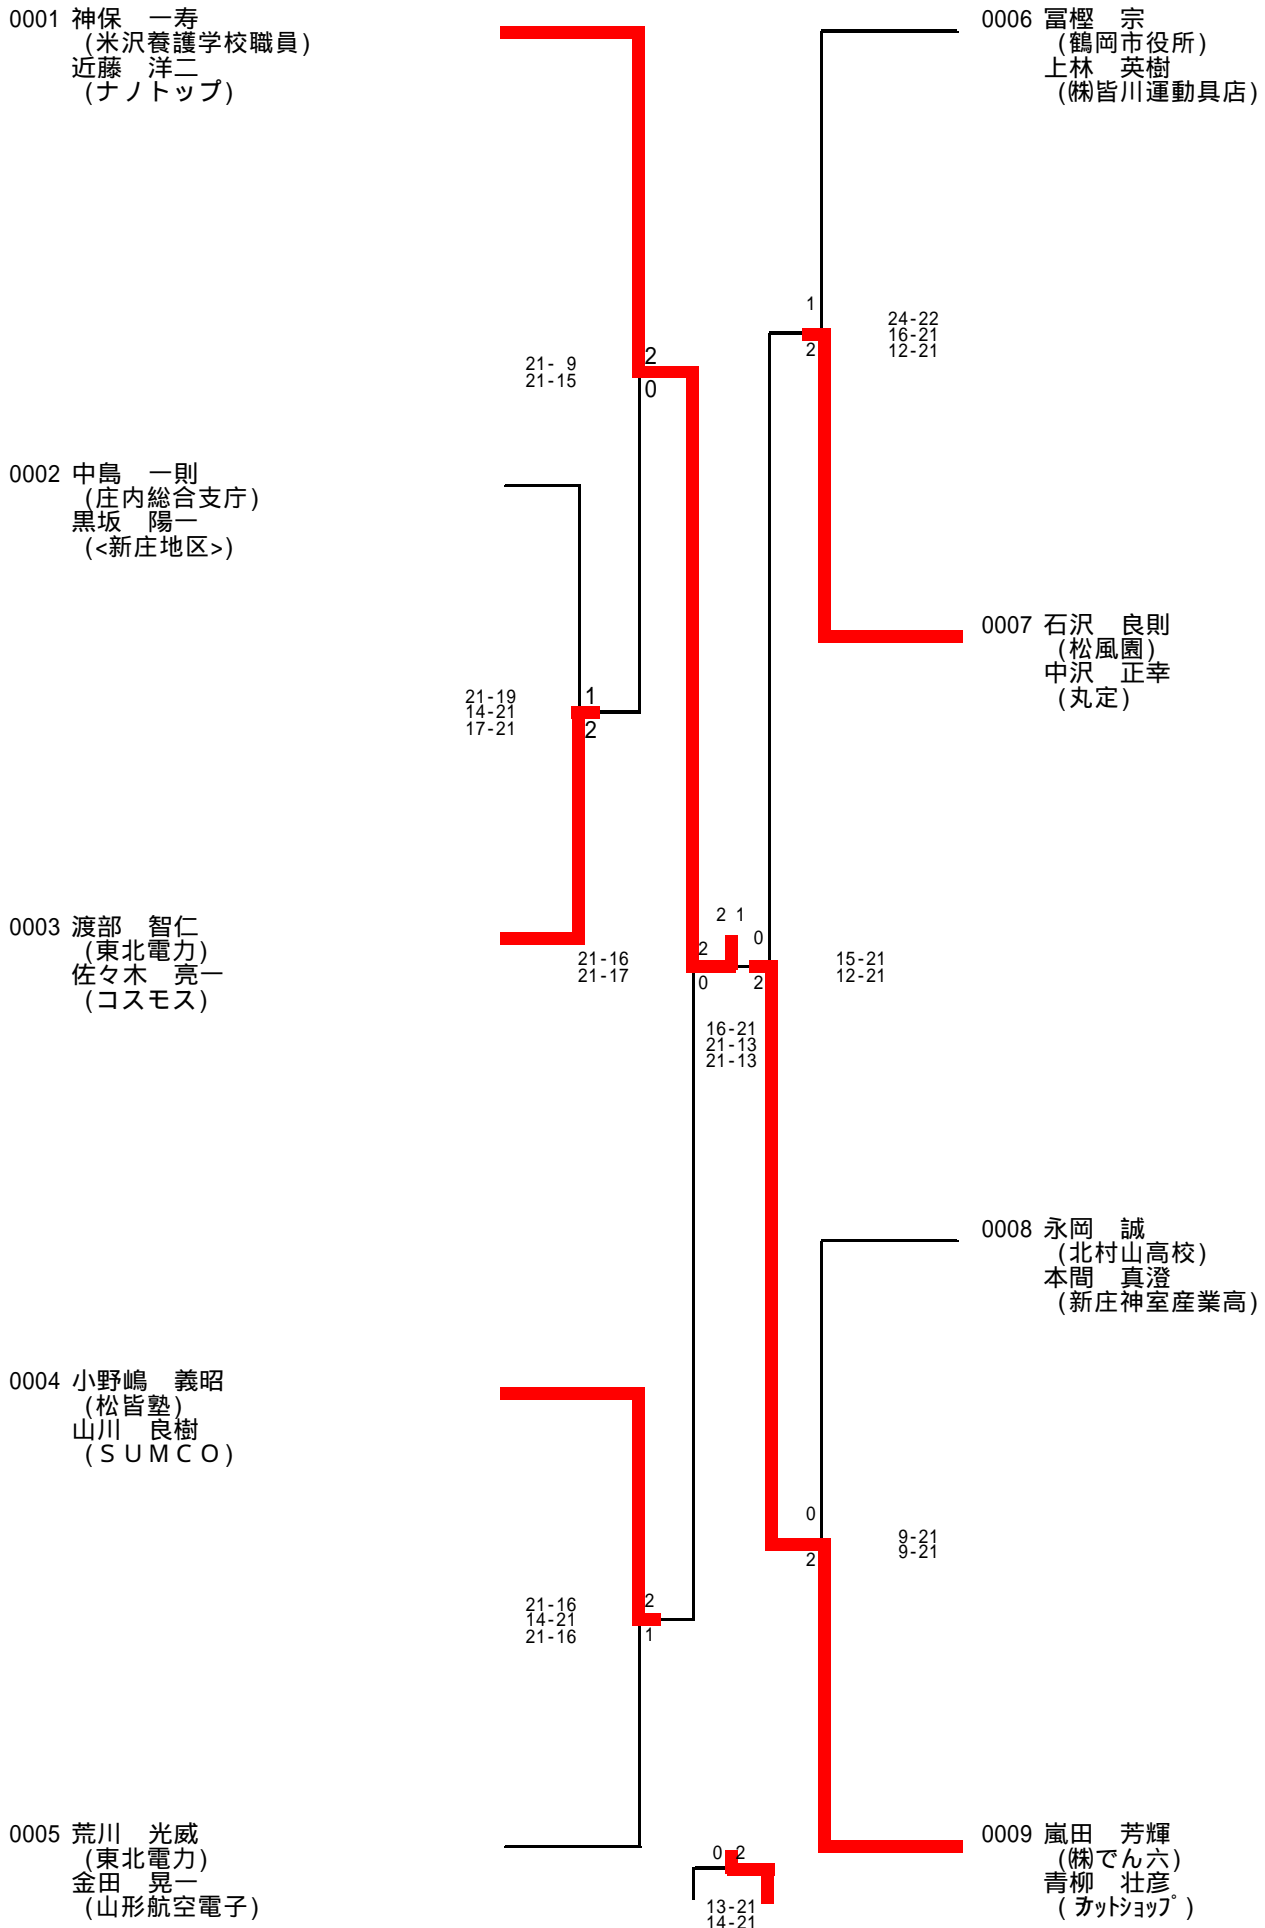 0001 神保　一寿
(米沢養護学校職員)
近藤　洋二
(ナノトップ)
0002 中島　一則
(庄内総合支庁)
黒坂　陽一
(<新庄地区>)
0003 渡部　智仁
(東北電力)
佐々木　亮一
(コスモス)
0004 小野嶋　義昭
(松皆塾)
山川　良樹
(ＳＵＭＣＯ)
0005 荒川　光威
(東北電力)
金田　晃一
(山形航空電子)
21- 9
21-15
2
0
21-19
14-21
17-21
1
2
21-16
21-17
2
0
21-16
14-21
21-16
2
1
2 1
16-21
21-13
21-13
0 2
13-21
14-21
1
2
24-22
16-21
12-21
0
2
15-21
12-21
0
2
9-21
9-21
0006 冨樫　宗
(鶴岡市役所)
上林　英樹
(㈱皆川運動具店)
0007 石沢　良則
(松風園)
中沢　正幸
(丸定)
0008 永岡　誠
(北村山高校)
本間　真澄
(新庄神室産業高)
0009 嵐田　芳輝
(㈱でん六)
青柳　壮彦
(ｶｯﾄｼｮｯﾌﾟ)